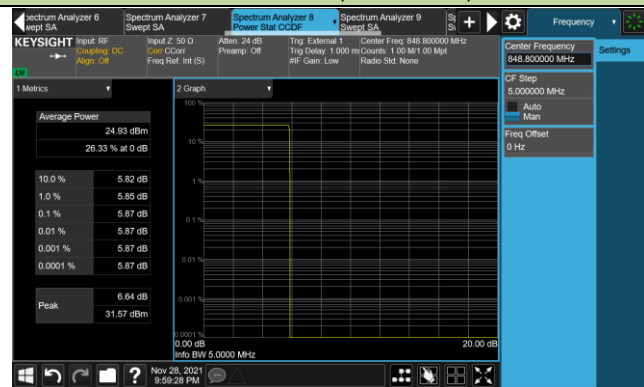 Spectrum Analyzer 6
Swept SA
Spectrum Analyzer 7
Swept SA
Spectrum Analyzer 8
Power Stat CCDF
Spectrum Analyzer 9
Swept SA
Frequency
KEYSIGHT
Input: RF
Coupling: DC
Align: Off
Input Z: 50 Ω
Corr CCorr
Freq Ref: Int (S)
Atten: 24 dB
Preamp: Off
Trig: External 1
Trig Delay: 1.000 m
#IF Gain: Low
Center Freq: 848.800000 MHz
Counts: 1.00 M/1.00 Mpt
Radio Std: None
LXI
Center Frequency
848.800000 MHz
Settings
CF Step
5.000000 MHz
Auto
Man
Freq Offset
0 Hz
1 Metrics
Average Power
24.93 dBm
26.33 % at 0 dB
10.0 % 5.82 dB
1.0 % 5.85 dB
0.1 % 5.87 dB
0.01 % 5.87 dB
0.001 % 5.87 dB
0.0001 % 5.87 dB
Peak
6.64 dB
31.57 dBm
2 Graph
100 %
10 %
1 %
0.1 %
0.01 %
0.001 %
0.0001 %
0.00 dB
20.00 dB
Info BW 5.0000 MHz
Nov 28, 2021
9:59:28 PM